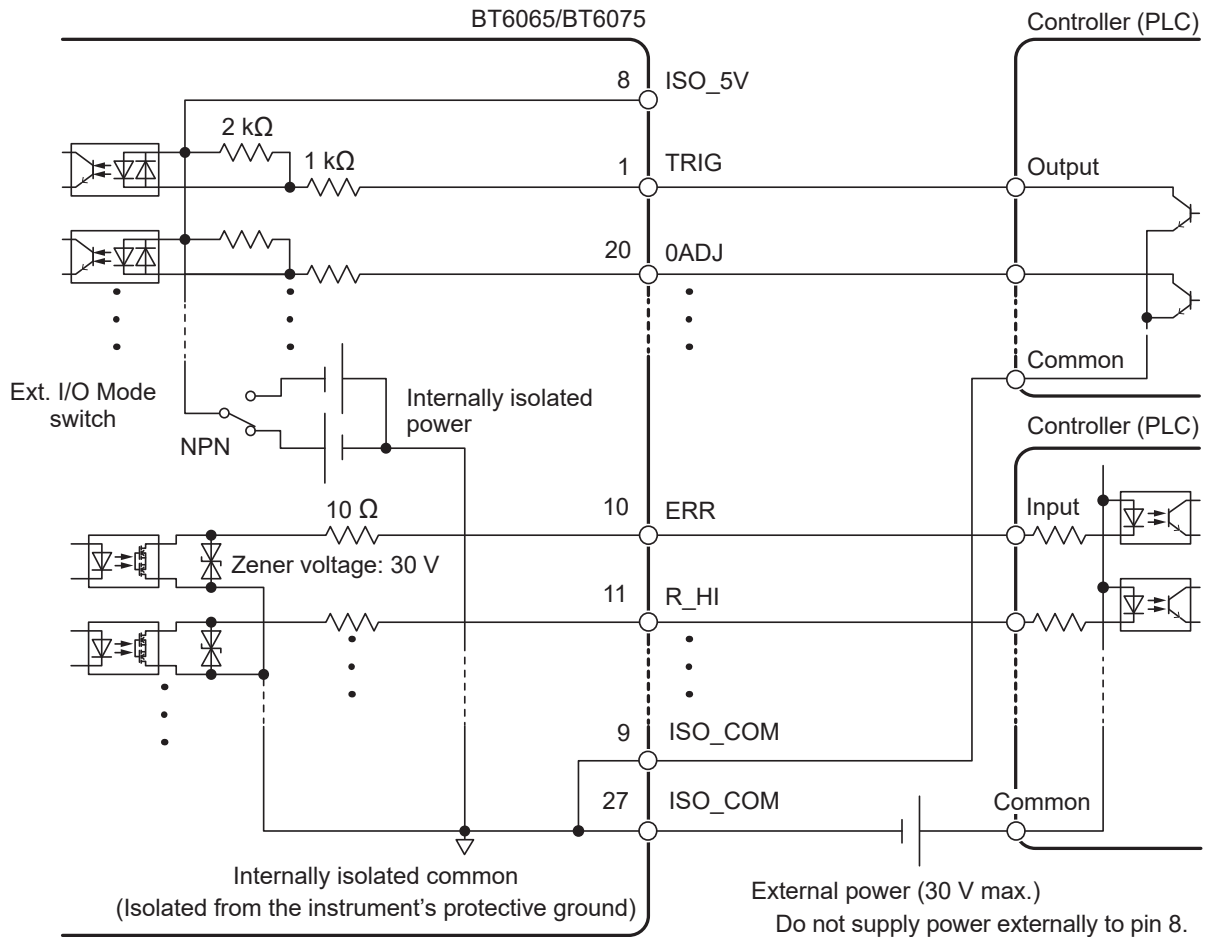 BT6065/BT6075
Controller (PLC)
8 ISO_5V
2 kΩ
1 kΩ
1 TRIG
Output
20 0ADJ
Common
Ext. I/O Mode
switch
NPN
Internally isolated
power
Controller (PLC)
10 Ω
10 ERR
Input
Zener voltage: 30 V
11 R_HI
9 ISO_COM
27 ISO_COM
Common
Internally isolated common
(Isolated from the instrument's protective ground)
External power (30 V max.)
Do not supply power externally to pin 8.